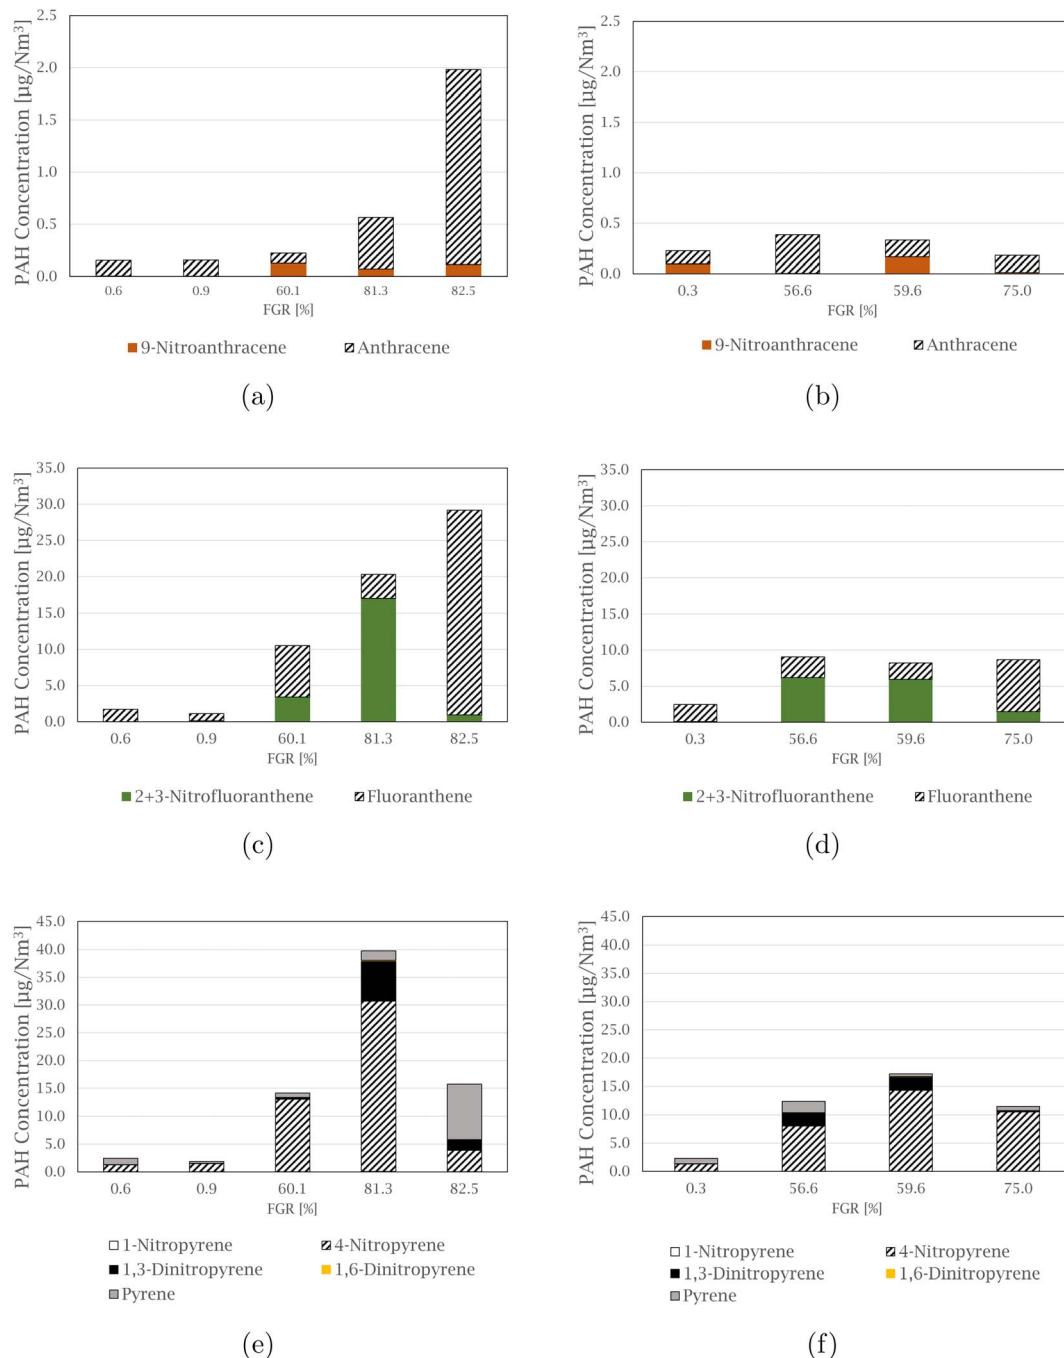 PAH Concentration [µg/Nm³]
2.5
2.0
1.5
1.0
0.5
0.0
0.6 0.9 60.1 81.3 82.5
FGR [%]
9-Nitroanthracene Anthracene
(a)
PAH Concentration [µg/Nm³]
2.5
2.0
1.5
1.0
0.5
0.0
0.3 56.6 59.6 75.0
FGR [%]
9-Nitroanthracene Anthracene
(b)
PAH Concentration [µg/Nm³]
35.0
30.0
25.0
20.0
15.0
10.0
5.0
0.0
0.6 0.9 60.1 81.3 82.5
FGR [%]
2+3-Nitrofluoranthene Fluoranthene
(c)
PAH Concentration [µg/Nm³]
35.0
30.0
25.0
20.0
15.0
10.0
5.0
0.0
0.3 56.6 59.6 75.0
FGR [%]
2+3-Nitrofluoranthene Fluoranthene
(d)
PAH Concentration [µg/Nm³]
45.0
40.0
35.0
30.0
25.0
20.0
15.0
10.0
5.0
0.0
0.6 0.9 60.1 81.3 82.5
FGR [%]
1-Nitropyrene 4-Nitropyrene
1,3-Dinitropyrene 1,6-Dinitropyrene
Pyrene
(e)
PAH Concentration [µg/Nm³]
45.0
40.0
35.0
30.0
25.0
20.0
15.0
10.0
5.0
0.0
0.3 56.6 59.6 75.0
FGR [%]
1-Nitropyrene 4-Nitropyrene
1,3-Dinitropyrene 1,6-Dinitropyrene
Pyrene
(f)